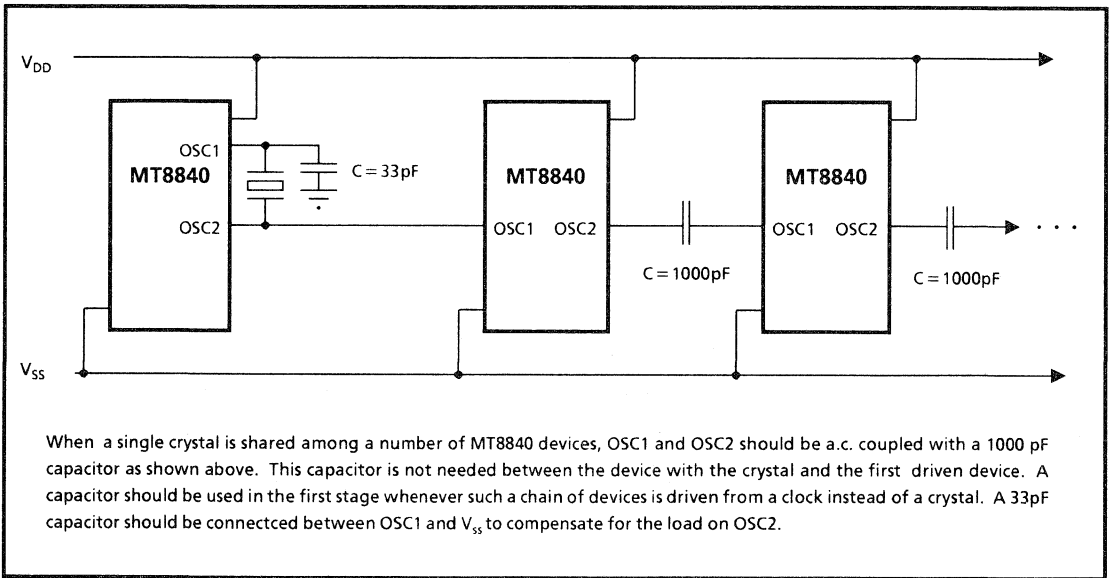 V_DD
OSC1
MT8840
C = 33pF
OSC2
MT8840
OSC1 OSC2
C = 1000pF
MT8840
OSC1 OSC2
C = 1000pF
. . .
V_SS
When a single crystal is shared among a number of MT8840 devices, OSC1 and OSC2 should be a.c. coupled with a 1000 pF
capacitor as shown above. This capacitor is not needed between the device with the crystal and the first driven device. A
capacitor should be used in the first stage whenever such a chain of devices is driven from a clock instead of a crystal. A 33pF
capacitor should be connectced between OSC1 and V_ss to compensate for the load on OSC2.